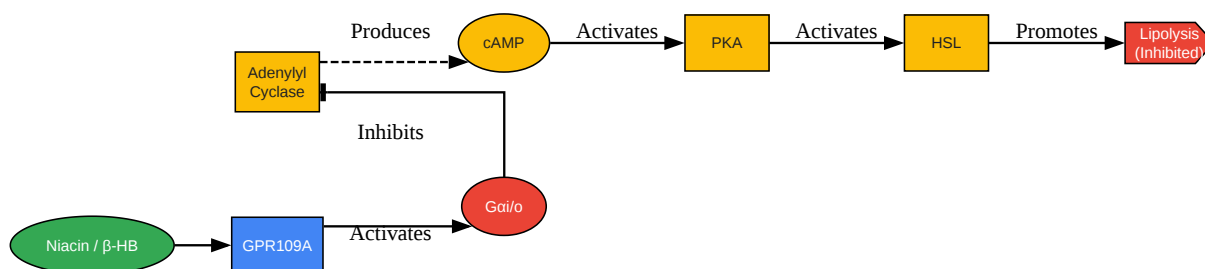 Produces
cAMP
Activates
PKA
Activates
HSL
Promotes
Lipolysis
(Inhibited)
Adenylyl
Cyclase
Inhibits
Gαi/o
Niacin / β-HB
GPR109A
Activates